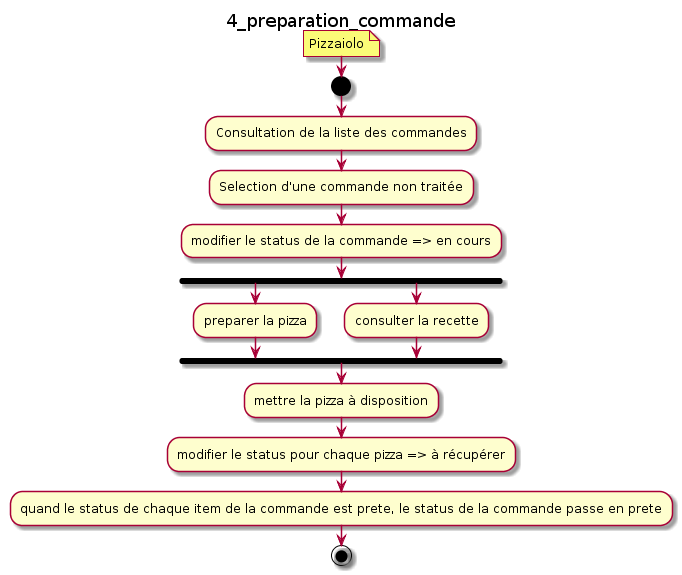 4_preparation_commande
Pizzaiolo
Consultation de la liste des commandes
Selection d'une commande non traitée
modifier le status de la commande => en cours
preparer la pizza
consulter la recette
mettre la pizza à disposition
modifier le status pour chaque pizza => à récupérer
quand le status de chaque item de la commande est prete, le status de la commande passe en prete